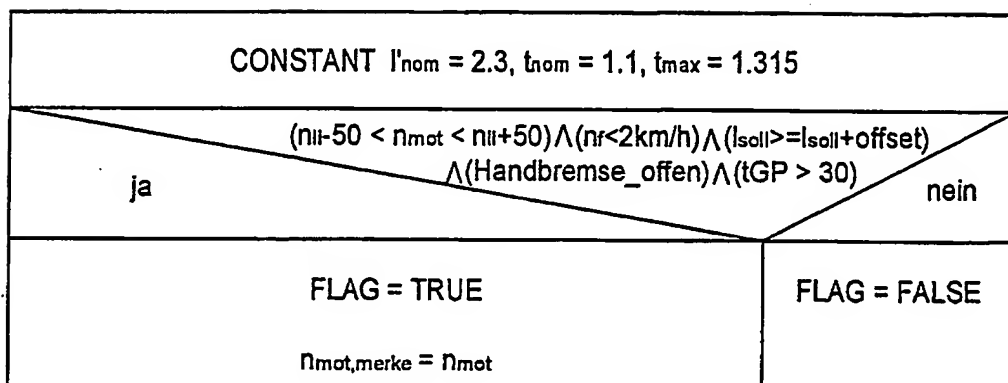 CONSTANT I'nom = 2.3, tnom = 1.1, tmax = 1.315
(nll-50 < nmot < nll+50)Λ(nf<2km/h)Λ(Isoll>=Isoll+offset)
Λ(Handbremse_offen)Λ(tGP > 30)
ja
nein
FLAG = TRUE
FLAG = FALSE
nmot,merke = nmot